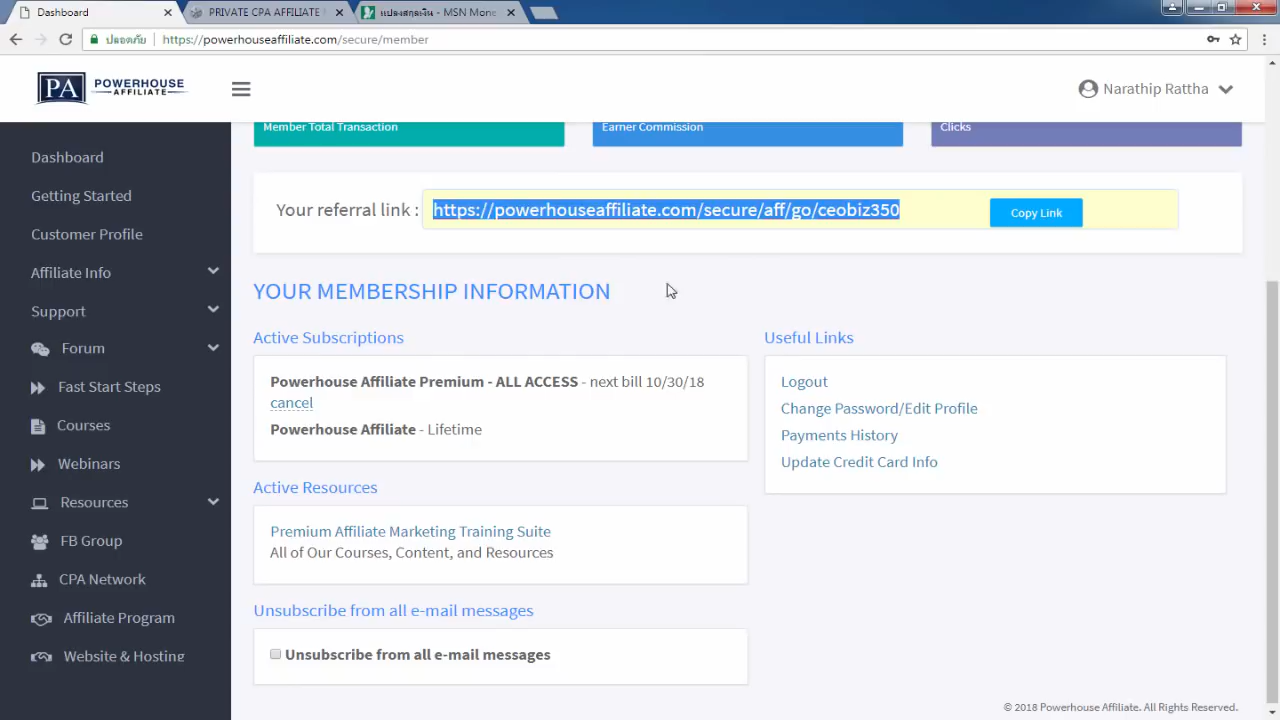 Dashboard
PRIVATE CPA AFFILIATE
แปลงสกุลเงิน - MSN Mone
ปลอดภัย
https://powerhouseaffiliate.com/secure/member
PA POWERHOUSE AFFILIATE
Narathip Rattha
Member Total Transaction
Earner Commission
Clicks
Dashboard
Getting Started
Customer Profile
Affiliate Info
Support
Forum
Fast Start Steps
Courses
Webinars
Resources
FB Group
CPA Network
Affiliate Program
Website & Hosting
Your referral link :
https://powerhouseaffiliate.com/secure/aff/go/ceobiz350
Copy Link
YOUR MEMBERSHIP INFORMATION
Active Subscriptions
Powerhouse Affiliate Premium - ALL ACCESS - next bill 10/30/18
cancel
Powerhouse Affiliate - Lifetime
Active Resources
Premium Affiliate Marketing Training Suite
All of Our Courses, Content, and Resources
Unsubscribe from all e-mail messages
Unsubscribe from all e-mail messages
Useful Links
Logout
Change Password/Edit Profile
Payments History
Update Credit Card Info
© 2018 Powerhouse Affiliate. All Rights Reserved.